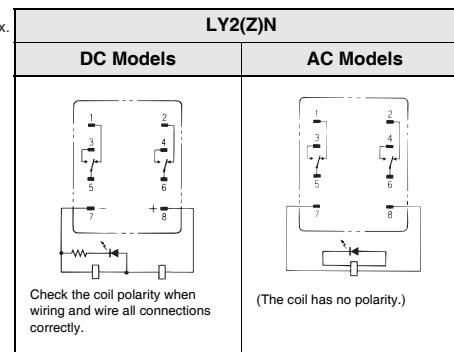 x.
LY2(Z)N
DC Models
AC Models
1 2
3 4
5 6
7 − + 8
1 2
3 4
5 6
7 8
Check the coil polarity when
wiring and wire all connections
correctly.
(The coil has no polarity.)